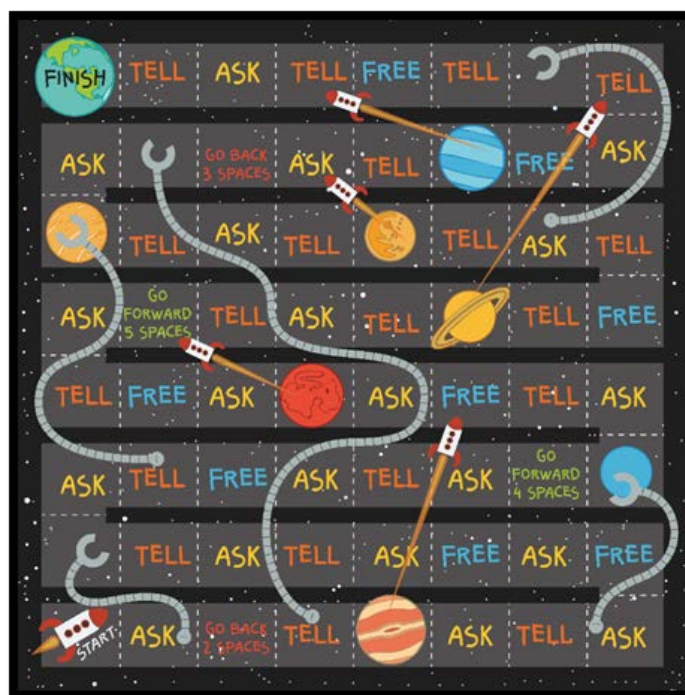 FINISH TELL ASK TELL FREE TELL TELL
ASK GO BACK 3 SPACES ASK TELL FREE ASK
TELL ASK TELL TELL ASK TELL
ASK GO FORWARD 5 SPACES TELL ASK TELL TELL FREE
TELL FREE ASK ASK FREE TELL ASK
ASK TELL FREE ASK TELL ASK GO FORWARD 4 SPACES
TELL ASK TELL ASK FREE ASK FREE
START ASK GO BACK 2 SPACES TELL ASK TELL ASK